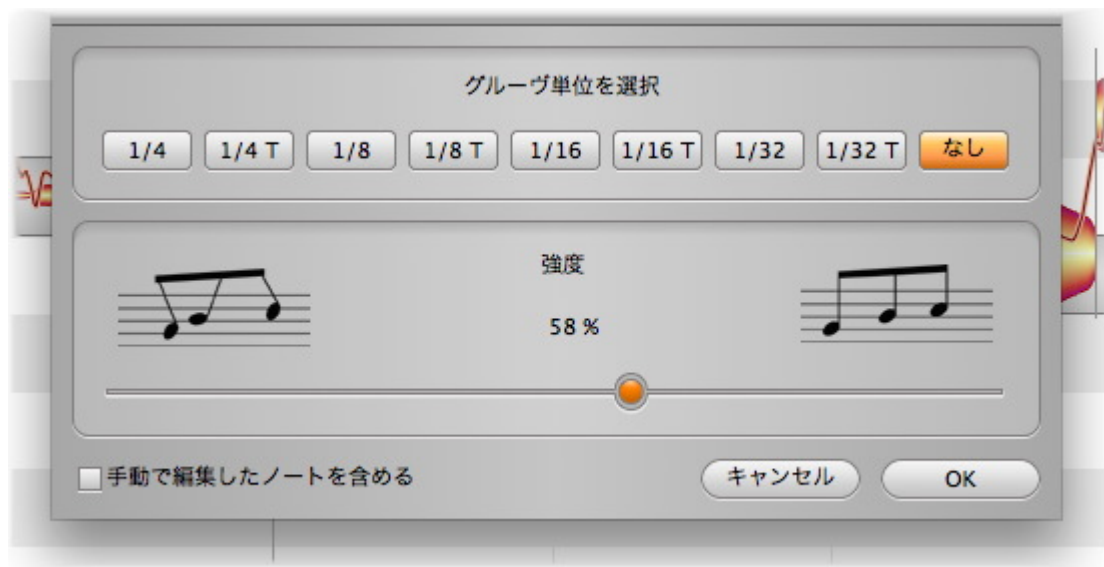 グルーヴ単位を選択
1/4 1/4 T 1/8 1/8 T 1/16 1/16 T 1/32 1/32 T なし
強度
58 %
手動で編集したノートを含める キャンセル OK